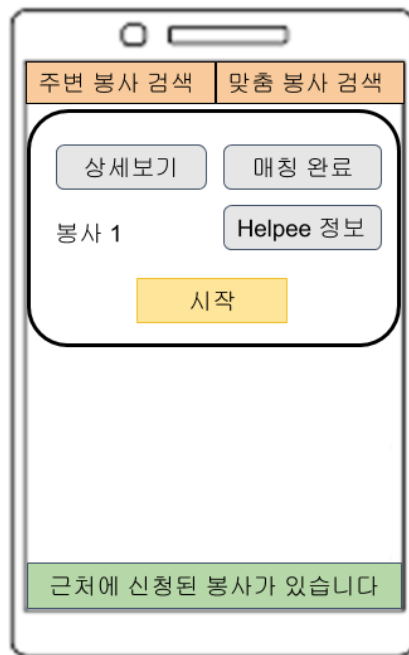 주변 봉사 검색 맞춤 봉사 검색
상세보기 매칭 완료
봉사 1 Helpee 정보
시작
근처에 신청된 봉사가 있습니다